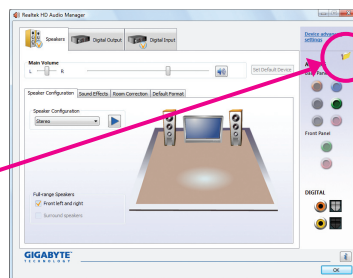 Realtek HD Audio Manager
Speakers
Digital Output
Digital Input
Device advanced
settings
Main Volume
L
R
Set Default Device
Speaker Configuration
Sound Effects
Room Correction
Default Format
Speaker Configuration
Stereo
Front Panel
Full-range Speakers
Front left and right
Surround speakers
DIGITAL
GIGABYTE
TECHNOLOGY
OK